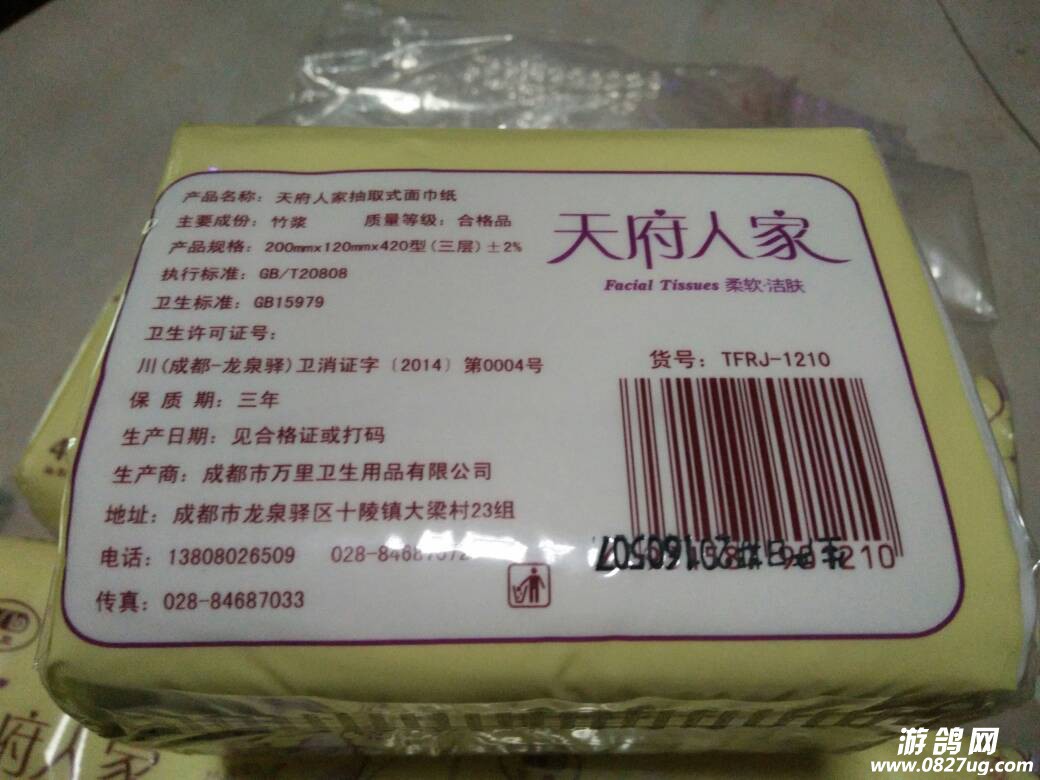 产品名称：天府人家抽取式面巾纸
主要成份：竹浆 质量等级：合格品
产品规格：200mm×120mm×420型(三层)±2%
执行标准：GB/T20808
卫生标准：GB15979
卫生许可证号：
川(成都-龙泉驿)卫消证字〔2014〕第0004号
保 质 期：三年
生产日期：见合格证或打码
生产商：成都市万里卫生用品有限公司
地址：成都市龙泉驿区十陵镇大梁村23组
电话：13808026509
传真：028-84687033
天府人家
Facial Tissues 柔软·洁肤
货号：TFRJ-1210
20160507
1210
府人家
游鸽网
www.0827ug.com